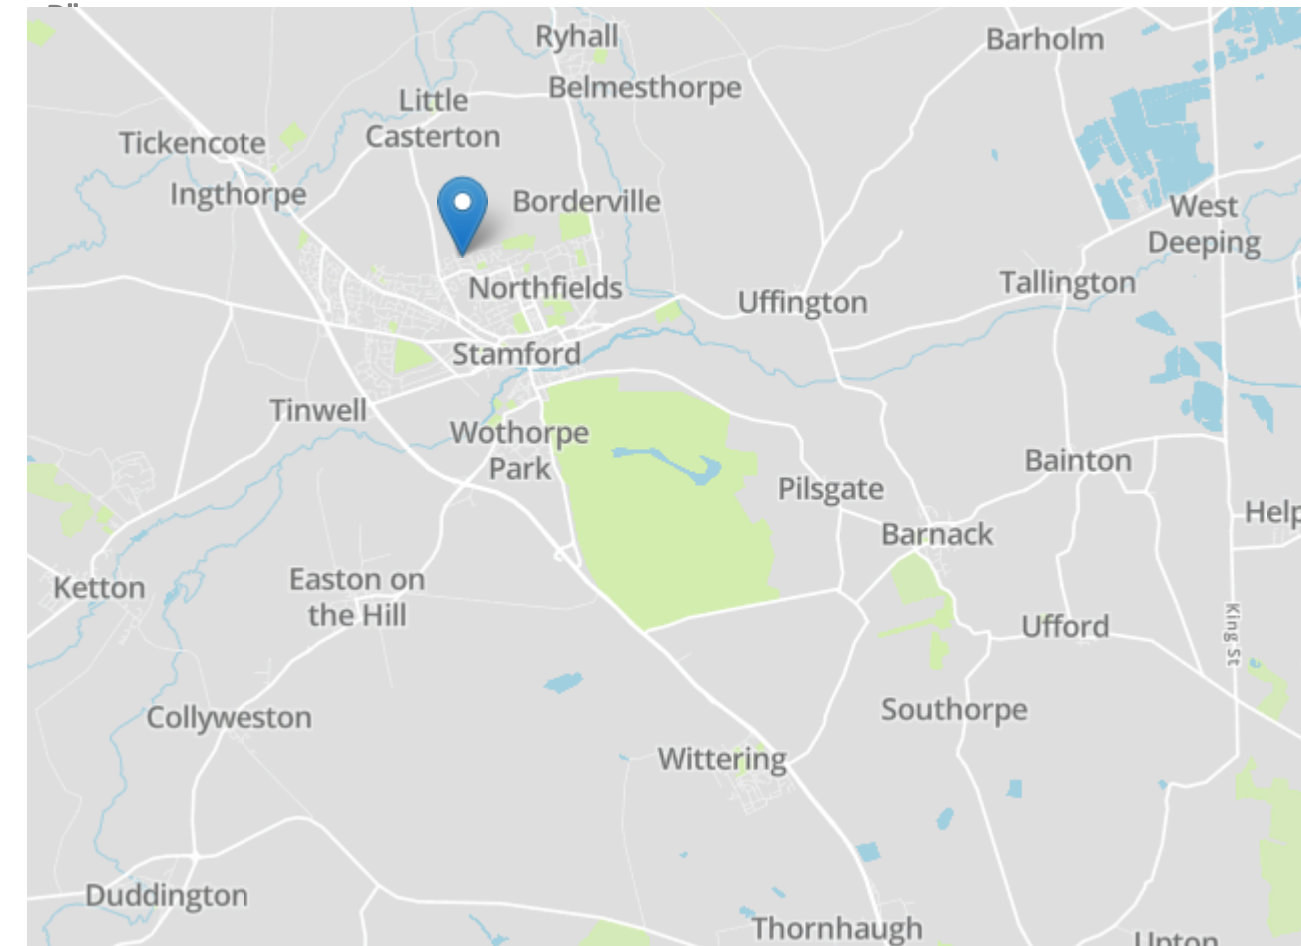 Ryhall
Barholm
Belmesthorpe
Little
Casterton
Tickencote
Ingthorpe
Borderville
West
Deeping
Northfields
Uffington
Tallington
Stamford
Tinwell
Wothorpe
Park
Bainton
Pilsgate
Help
Barnack
Ketton
Easton on
the Hill
Ufford
King St
Collyweston
Southorpe
Wittering
Duddington
Thornhaugh
Upton